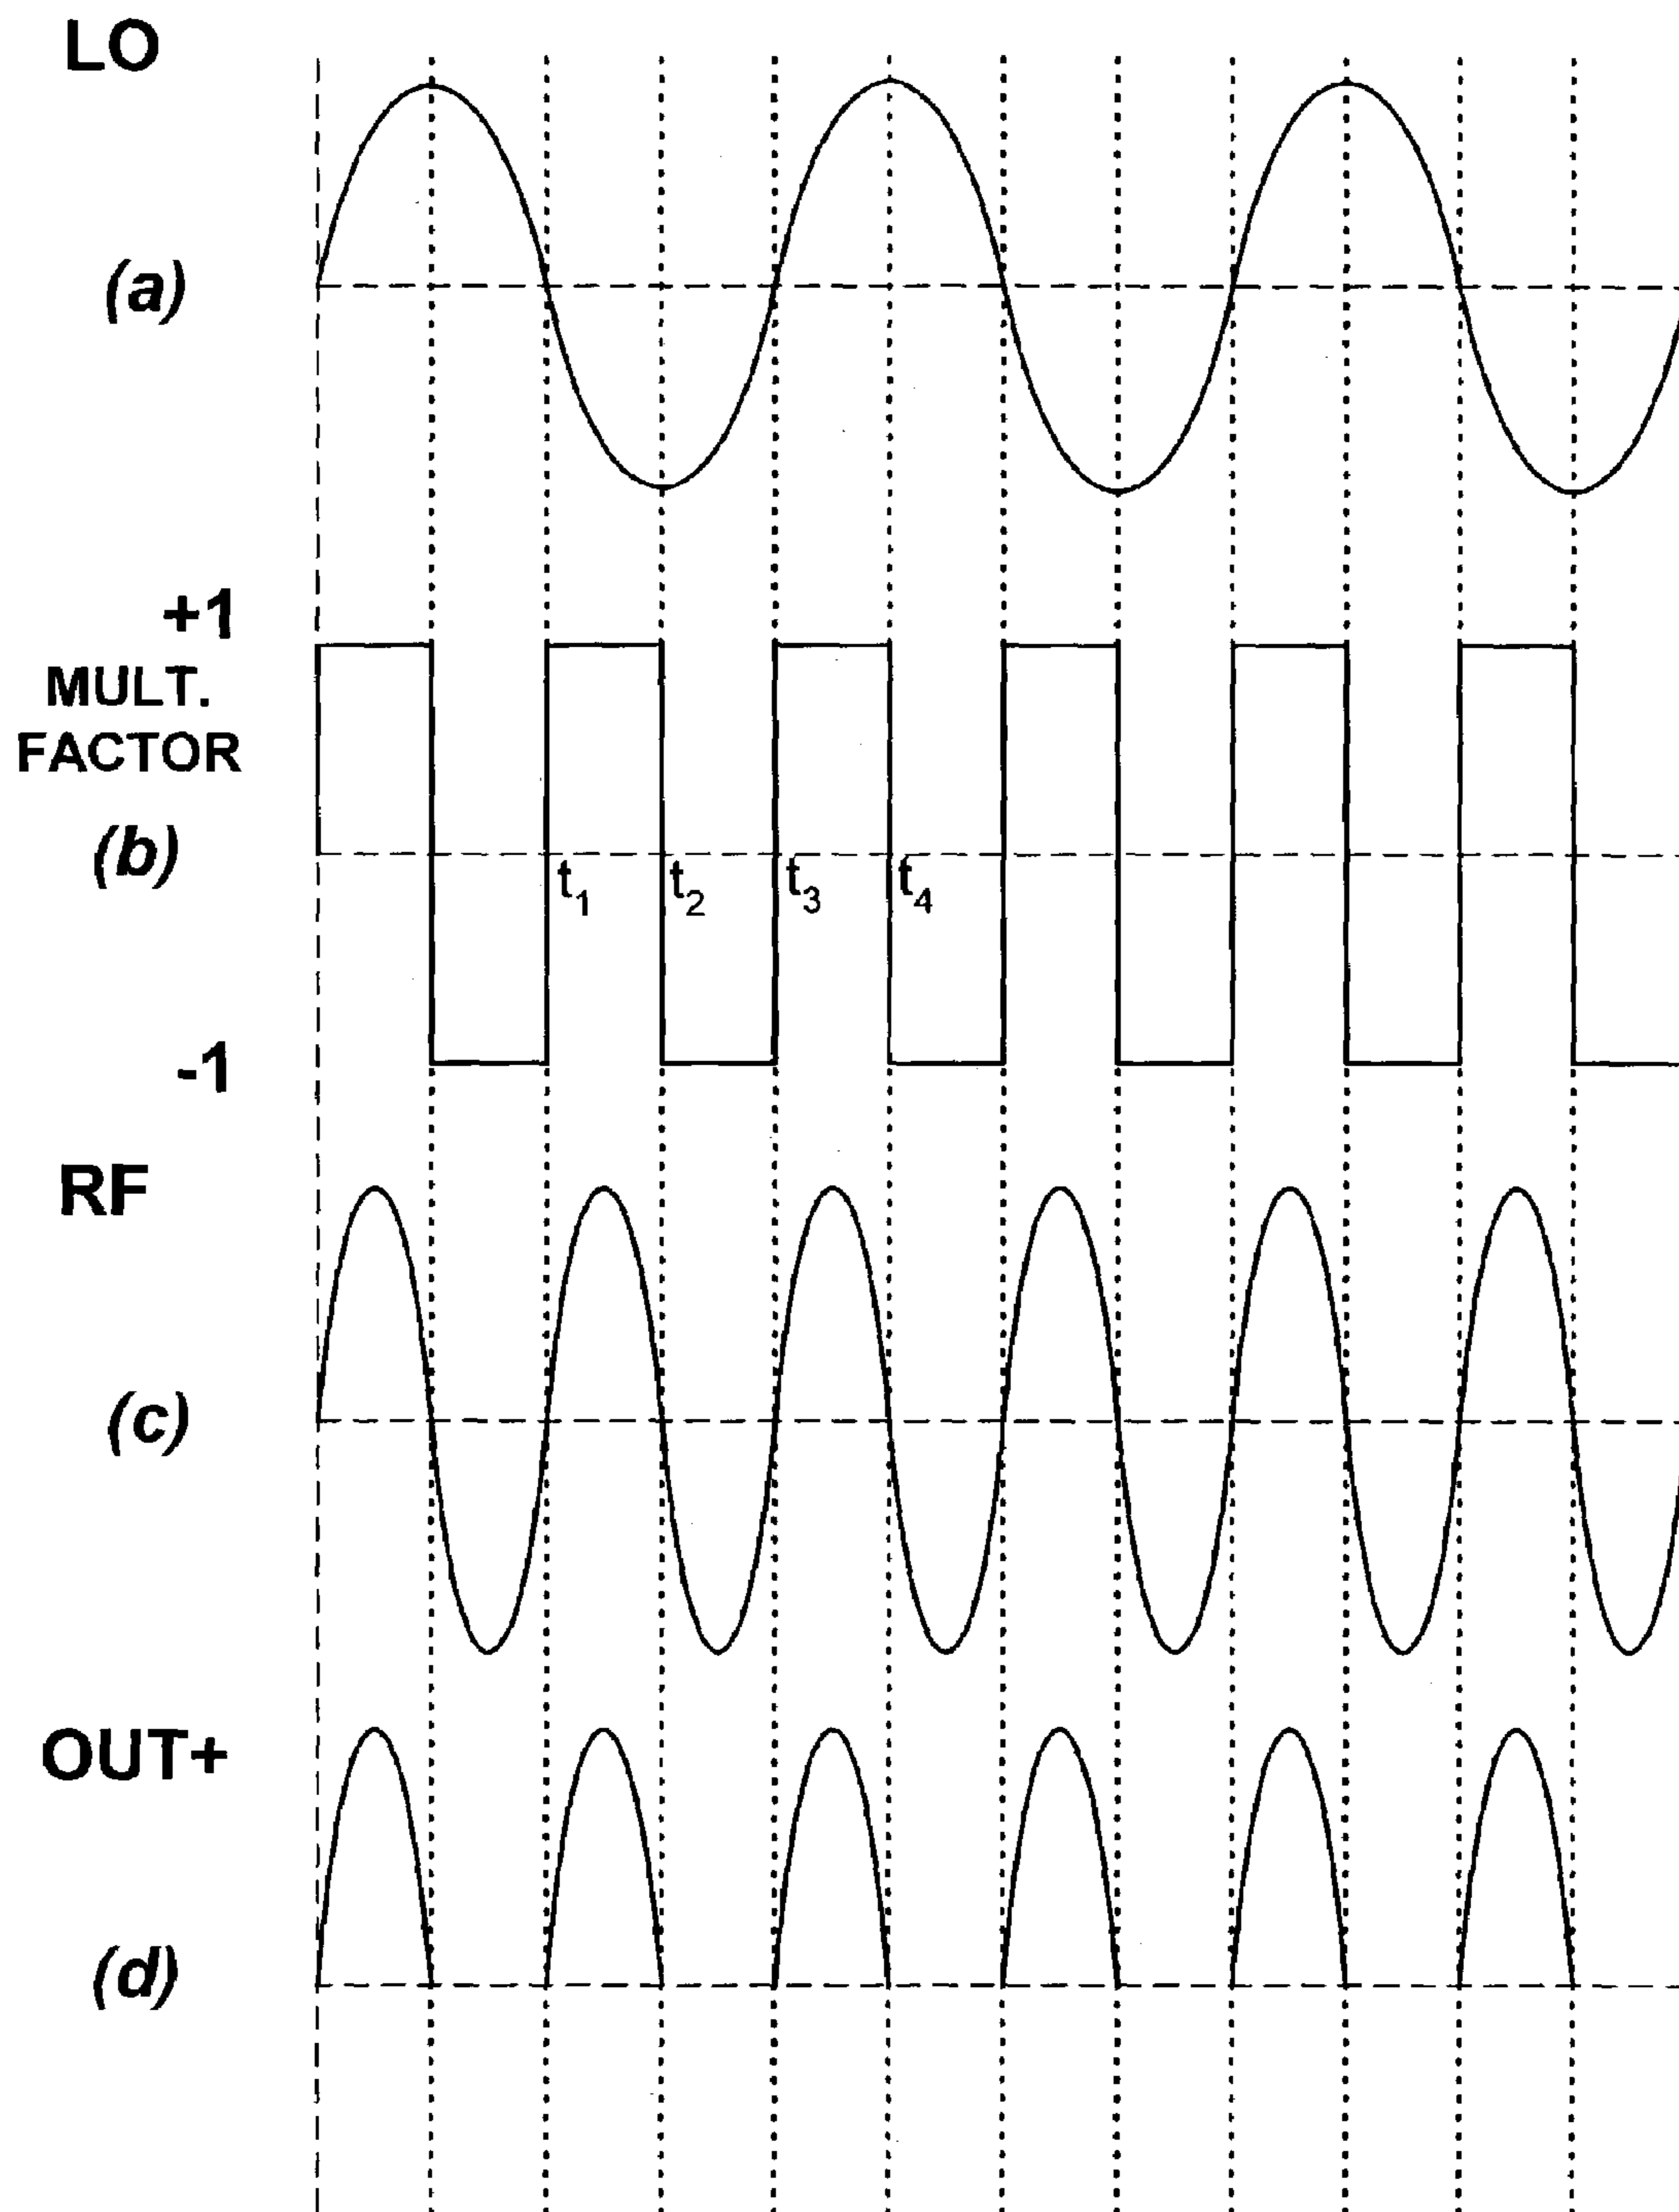 LO
(a)
+1
MULT.
FACTOR
(b)
t1 t2 t3 t4
-1
RF
(c)
OUT+
(d)